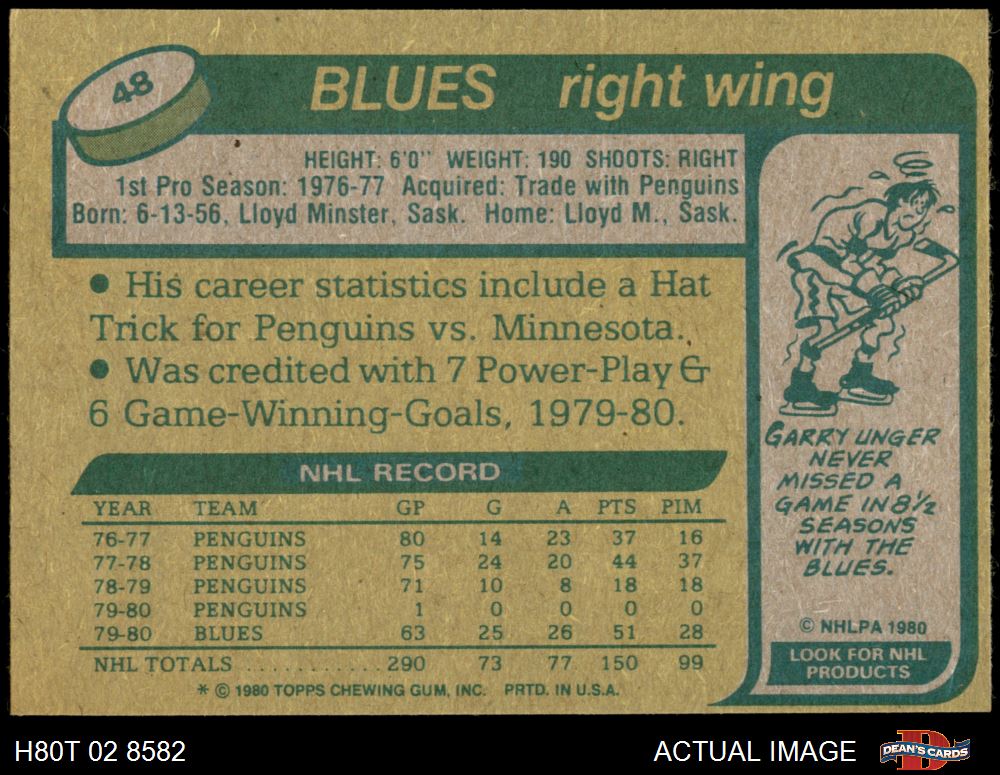 48
BLUES right wing
HEIGHT: 6'0" WEIGHT: 190 SHOOTS: RIGHT
1st Pro Season: 1976-77 Acquired: Trade with Penguins
Born: 6-13-56, Lloyd Minster, Sask. Home: Lloyd M., Sask.
• His career statistics include a Hat
Trick for Penguins vs. Minnesota.
• Was credited with 7 Power-Play &
6 Game-Winning-Goals, 1979-80.
NHL RECORD
YEAR TEAM GP G A PTS PIM
76-77 PENGUINS 80 14 23 37 16
77-78 PENGUINS 75 24 20 44 37
78-79 PENGUINS 71 10 8 18 18
79-80 PENGUINS 1 0 0 0 0
79-80 BLUES 63 25 26 51 28
NHL TOTALS ........... 290 73 77 150 99
* © 1980 TOPPS CHEWING GUM, INC. PRTD. IN U.S.A.
GARRY UNGER
NEVER
MISSED A
GAME IN 8½
SEASONS
WITH THE
BLUES.
© NHLPA 1980
LOOK FOR NHL
PRODUCTS
H80T 02 8582
ACTUAL IMAGE
D
DEAN'S CARDS